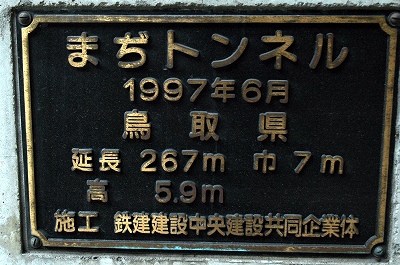 まぢトンネル
1997年6月
鳥取県
延長 267m 巾 7m
高 5.9m
施工 鉄建建設中央建設共同企業体